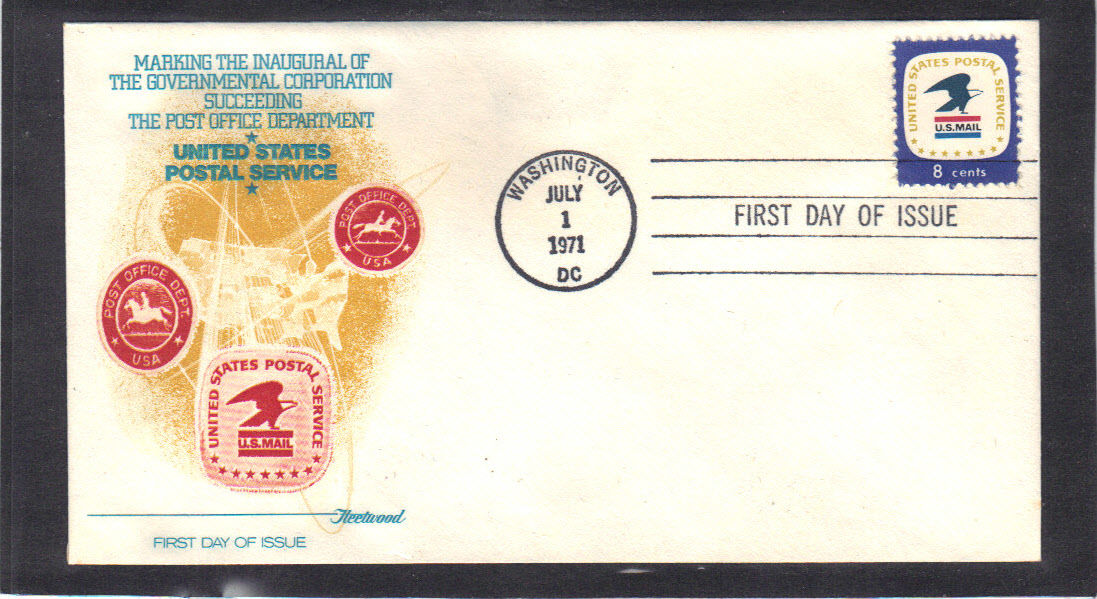 MARKING THE INAUGURAL OF
THE GOVERNMENTAL CORPORATION
SUCCEEDING
THE POST OFFICE DEPARTMENT
UNITED STATES
POSTAL SERVICE
POST OFFICE DEPT.
USA
POST OFFICE DEPT.
USA
UNITED STATES POSTAL SERVICE
U.S.MAIL
Fleetwood
FIRST DAY OF ISSUE
WASHINGTON
JULY
1
1971
DC
UNITED STATES POSTAL SERVICE
U.S.MAIL
8 cents
FIRST DAY OF ISSUE